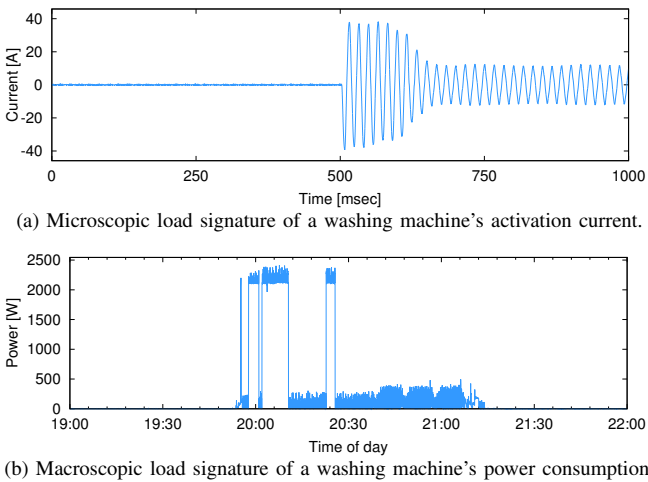 40
20
0
-20
-40
Current [A]
0 250 500 750 1000
Time [msec]
(a) Microscopic load signature of a washing machine's activation current.
2500
2000
1500
1000
500
0
Power [W]
19:00 19:30 20:00 20:30 21:00 21:30 22:00
Time of day
(b) Macroscopic load signature of a washing machine's power consumption